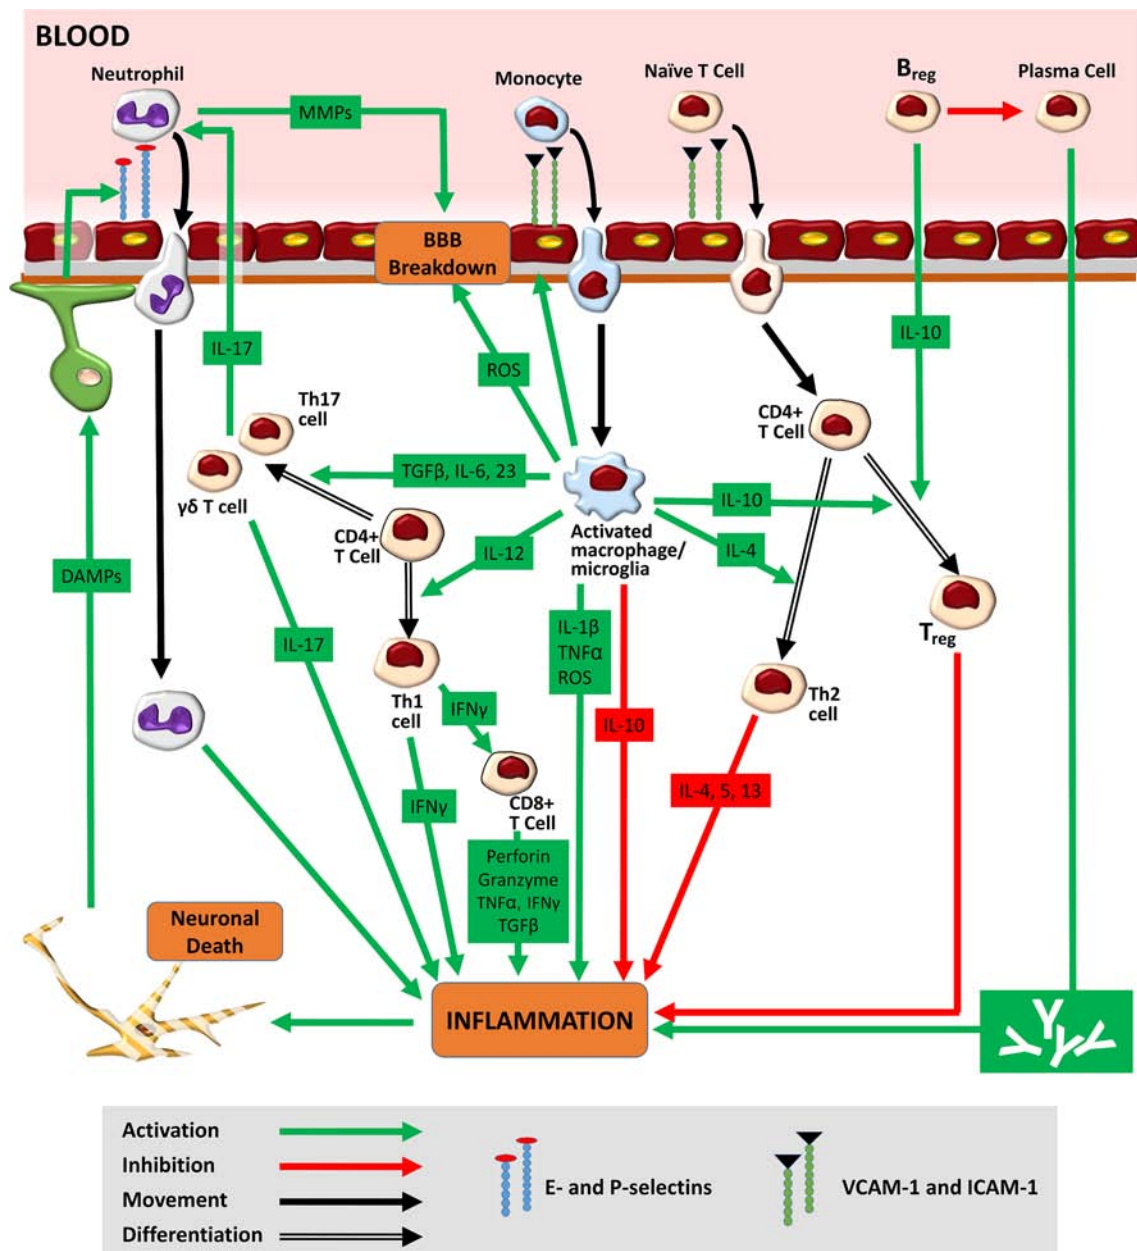 BLOOD
Neutrophil
Monocyte
Naïve T Cell
Breg
Plasma Cell
MMPs
BBB
Breakdown
IL-17
ROS
IL-10
Th17
cell
γδ T cell
CD4+
T Cell
TGFβ, IL-6, 23
CD4+
T Cell
IL-12
Activated
macrophage/
microglia
IL-10
IL-4
DAMPs
IL-17
Th1
cell
IFNγ
IL-1β
TNFα
ROS
IL-10
Treg
Th2
cell
IFNγ
CD8+
T Cell
IL-4, 5, 13
Perforin
Granzyme
TNFα, IFNγ
TGFβ
Neuronal
Death
INFLAMMATION
Activation
Inhibition
Movement
Differentiation
E- and P-selectins
VCAM-1 and ICAM-1